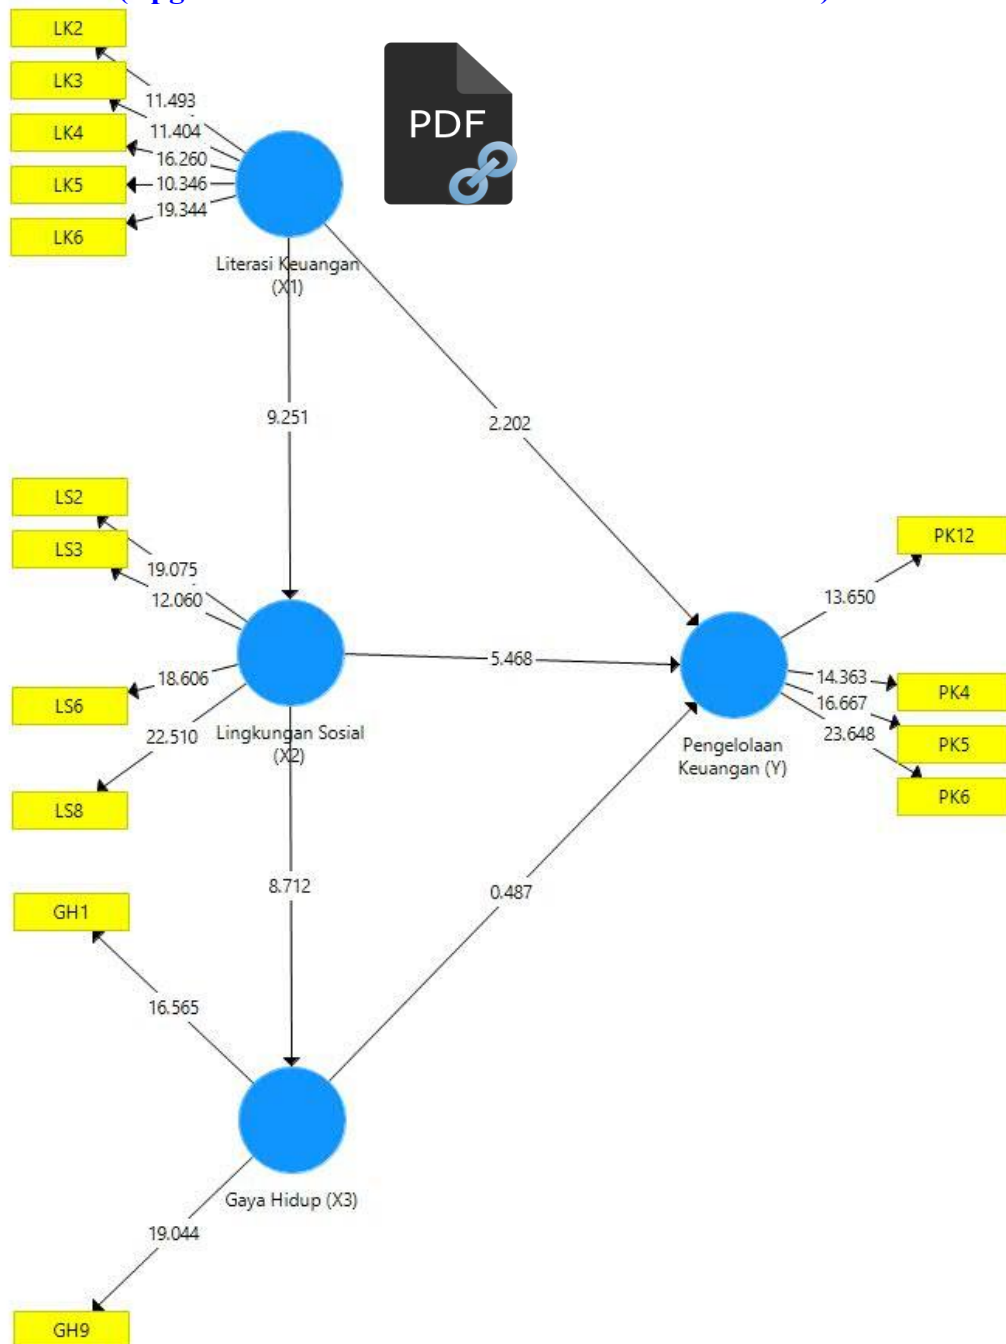 LK2
LK3
LK4
LK5
LK6
11.493
11.404
16.260
10.346
19.344
PDF
Literasi Keuangan
(X1)
9.251
2.202
LS2
LS3
LS6
LS8
19.075
12.060
18.606
22.510
Lingkungan Sosial
(X2)
5.468
PK12
PK4
PK5
PK6
13.650
14.363
16.667
23.648
Pengelolaan
Keuangan (Y)
8.712
0.487
GH1
16.565
Gaya Hidup (X3)
19.044
GH9